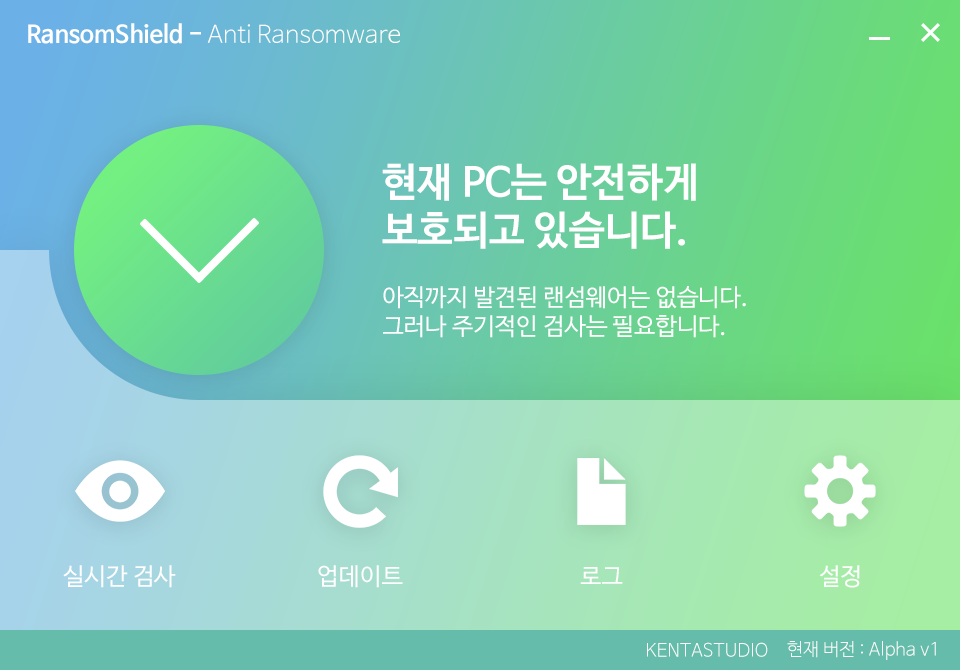 RansomShield - Anti Ransomware
현재 PC는 안전하게
보호되고 있습니다.
아직까지 발견된 랜섬웨어는 없습니다.
그러나 주기적인 검사는 필요합니다.
실시간 검사
업데이트
로그
설정
KENTASTUDIO 현재 버전 : Alpha v1